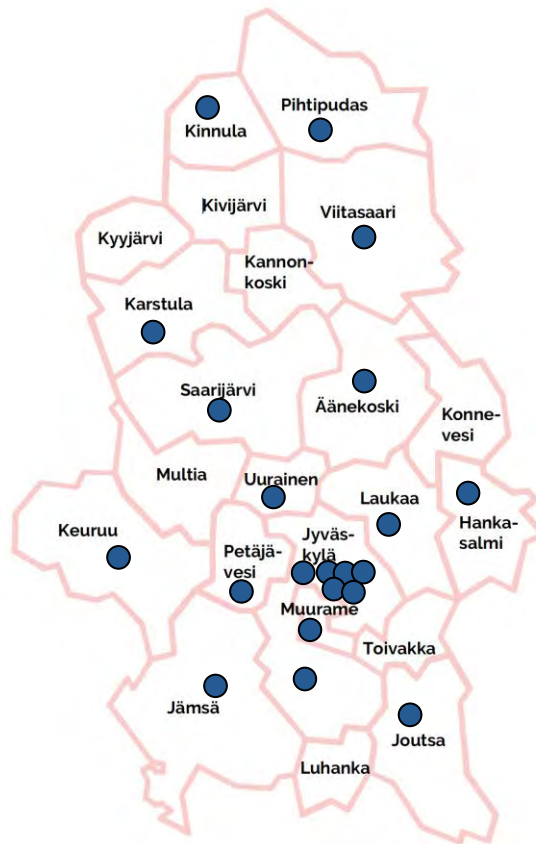 Pihtipudas
Kinnula
Kivijärvi
Viitasaari
Kyyjärvi
Kannon-
koski
Karstula
Saarijärvi
Äänekoski
Konne-
vesi
Multia
Uurainen
Laukaa
Hanka-
salmi
Keuruu
Petäjä-
vesi
Jyväs-
kylä
Muurame
Toivakka
Jämsä
Joutsa
Luhanka